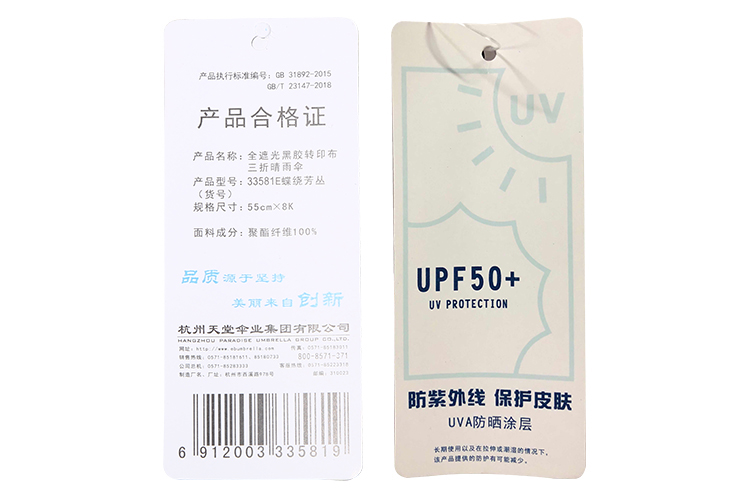 产品执行标准编号：GB 31892-2015
GB/T 23147-2018
产品合格证
产品名称：全遮光黑胶转印布
三折晴雨伞
产品型号：33581E蝶绕芳丛
（货号）
规格尺寸：55cm×8K
面料成分：聚酯纤维100%
品质 源于坚持
美丽来自 创新
杭州天堂伞业集团有限公司
HANGZHOU PARADISE UMBRELLA GROUP CO.,LTD.
800-8571-271
6 912003 335819
UV
UPF50+
UV PROTECTION
防紫外线 保护皮肤
UVA防晒涂层
长期使用以及在拉伸或潮湿的情况下，
该产品提供的防护有可能减少。